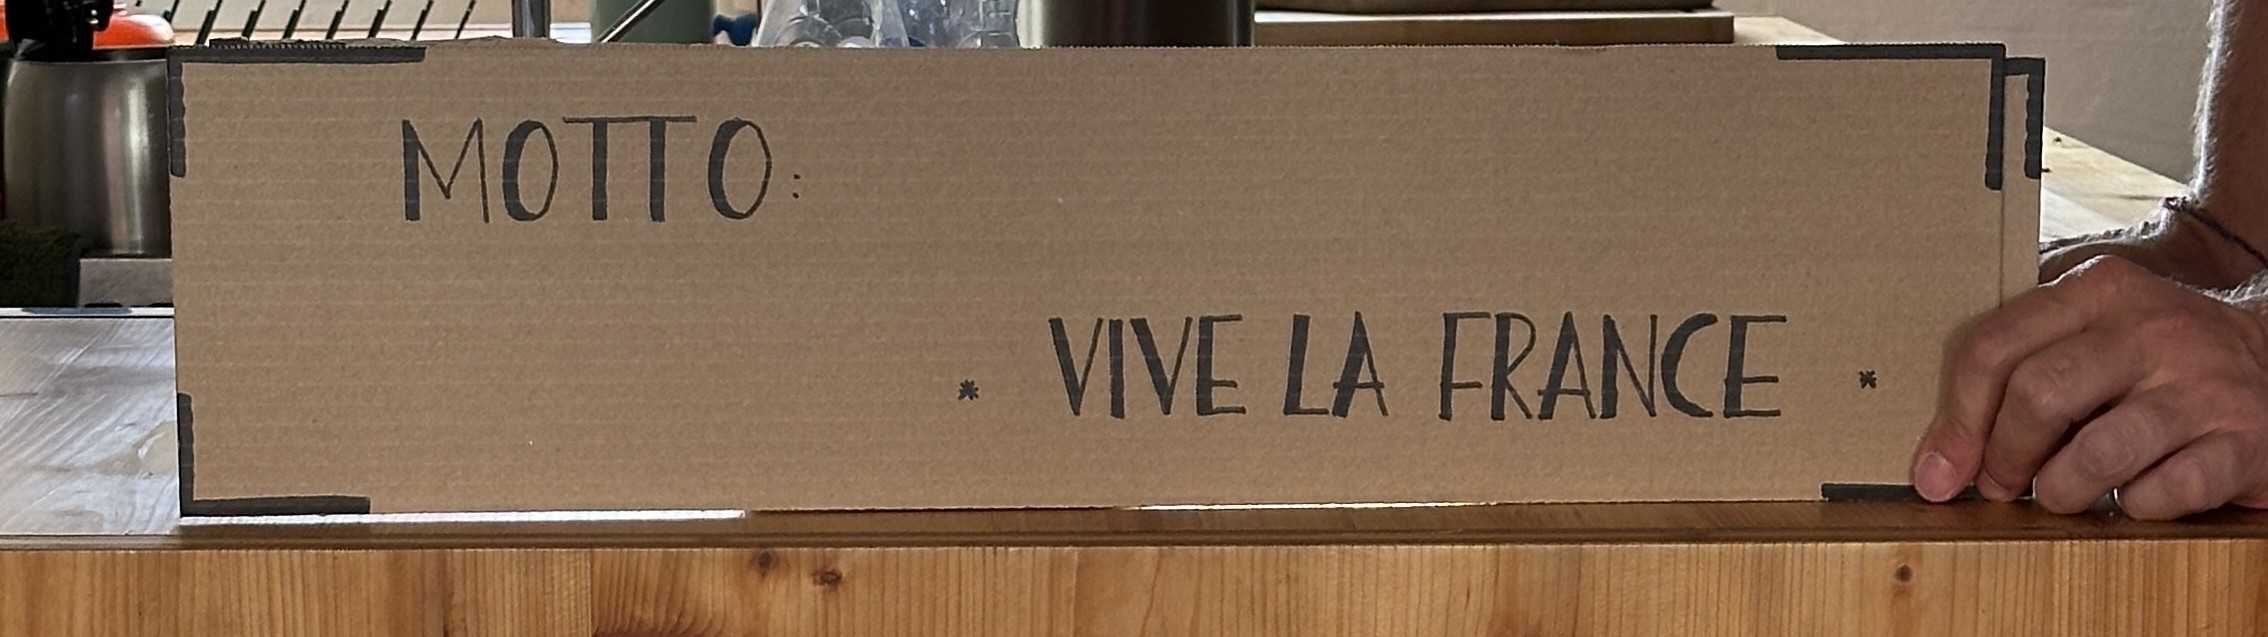 MOTTO:
* VIVE LA FRANCE *